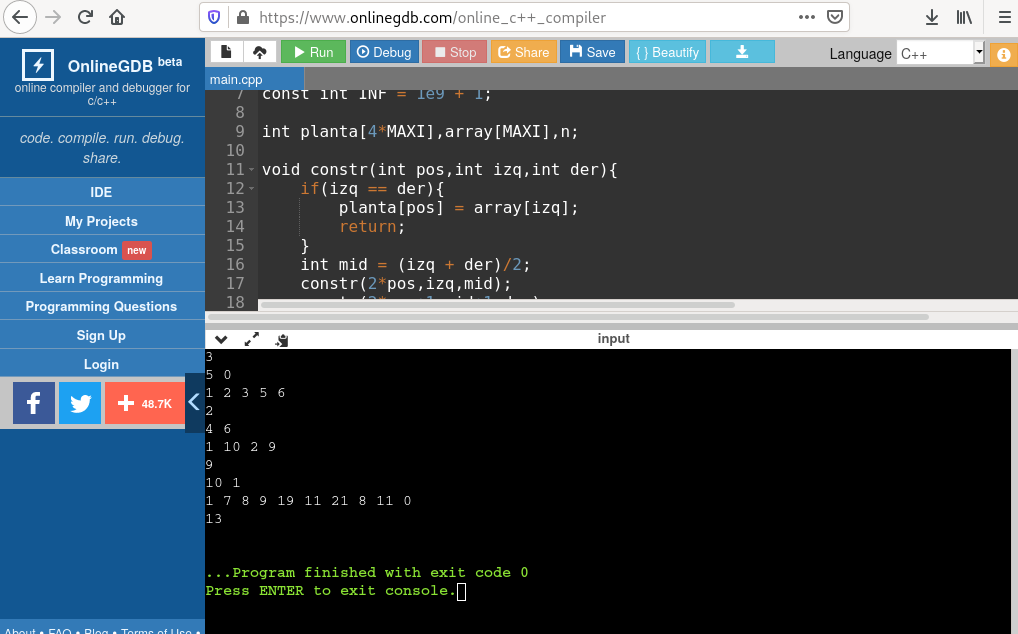 https://www.onlinegdb.com/online_c++_compiler
OnlineGDB beta
online compiler and debugger for
c/c++
code. compile. run. debug.
share.
IDE
My Projects
Classroom new
Learn Programming
Programming Questions
Sign Up
Login
f
+ 48.7K
About • FAQ • Blog • Terms of Use •
Run Debug Stop Share Save { } Beautify Language C++
main.cpp
7 const int INF = 1e9 + 1;
8
9 int planta[4*MAXI],array[MAXI],n;
10
11 void constr(int pos,int izq,int der){
12 if(izq == der){
13 planta[pos] = array[izq];
14 return;
15 }
16 int mid = (izq + der)/2;
17 constr(2*pos,izq,mid);
18
input
3
5 0
1 2 3 5 6
2
4 6
1 10 2 9
9
10 1
1 7 8 9 19 11 21 8 11 0
13
...Program finished with exit code 0
Press ENTER to exit console.